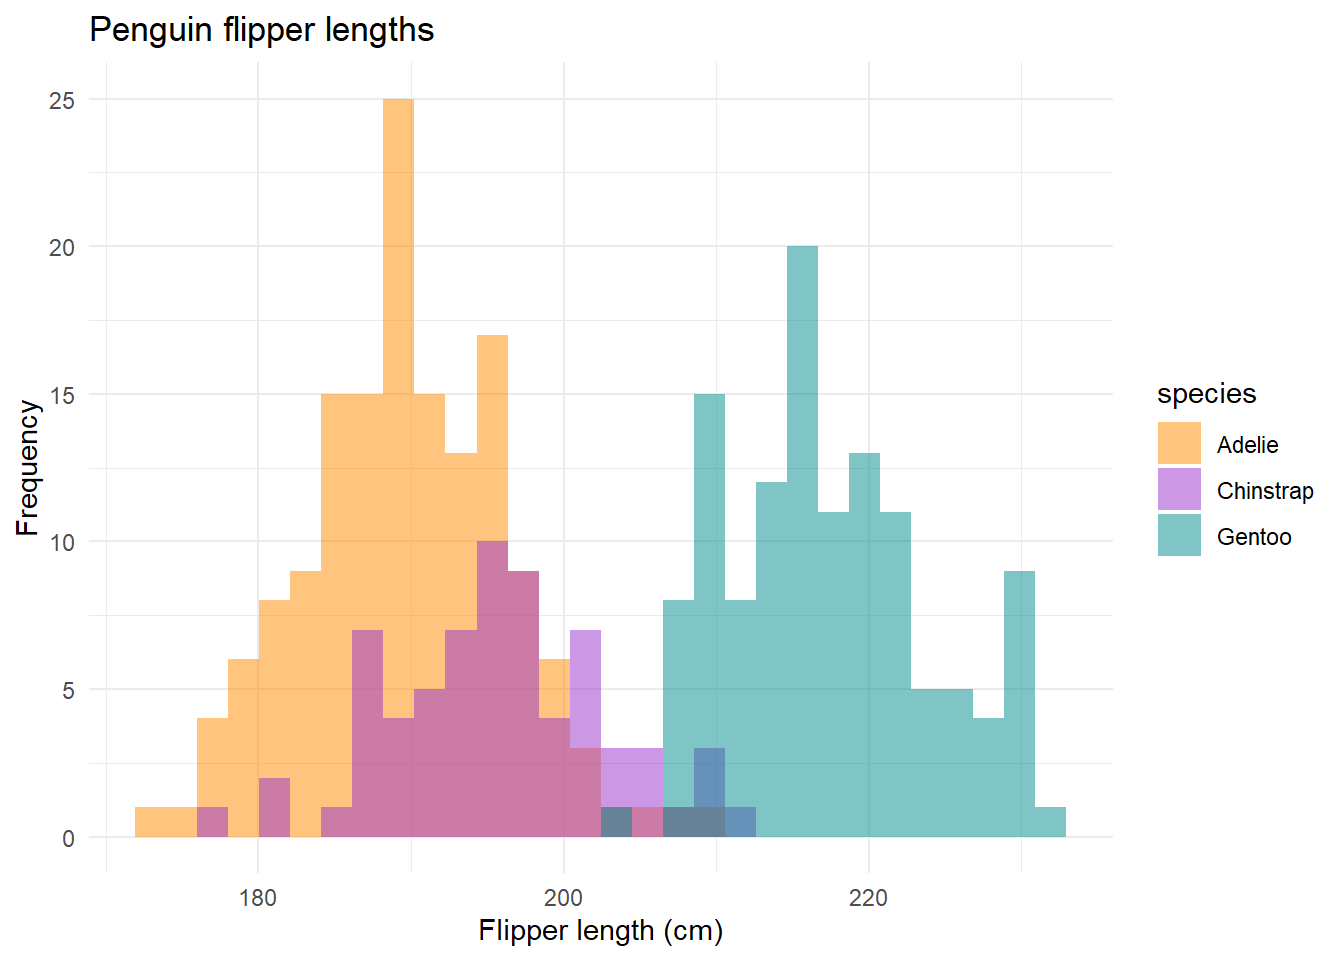 Penguin flipper lengths
25
20
15
10
5
0
Frequency
180
200
220
Flipper length (cm)
species
Adelie
Chinstrap
Gentoo